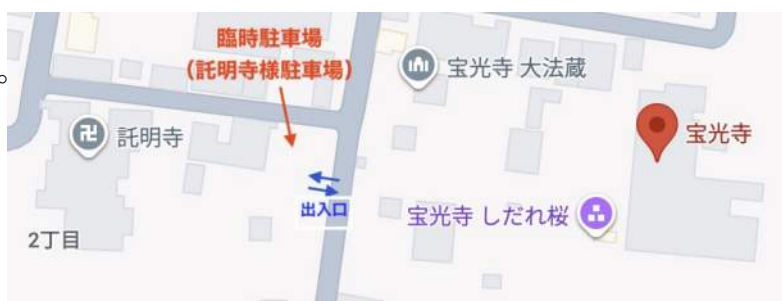 。
臨時駐車場
(託明寺様駐車場)
宝光寺 大法蔵
卍 託明寺
宝光寺
出入口
宝光寺 しだれ桜
2丁目